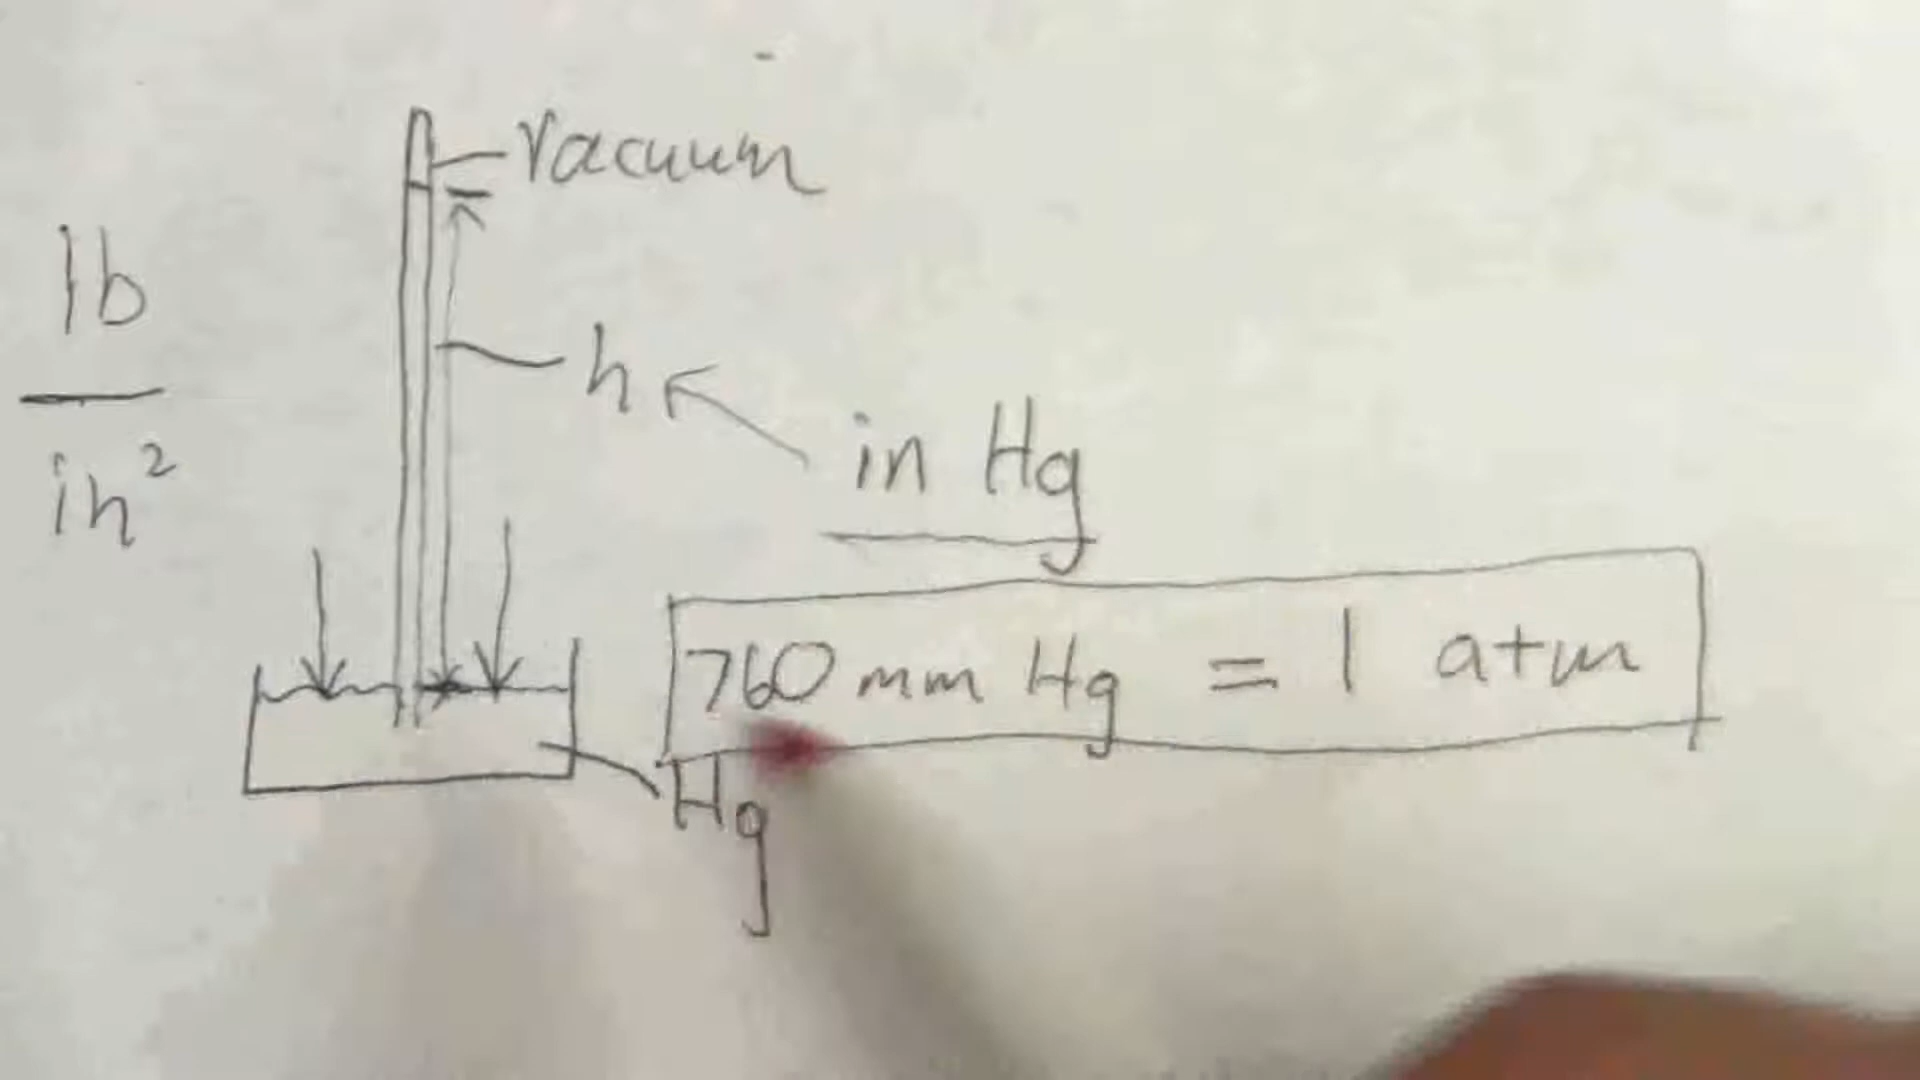 Vacuum
lb
in²
h
in Hg
760 mm Hg = 1 atm
Hg